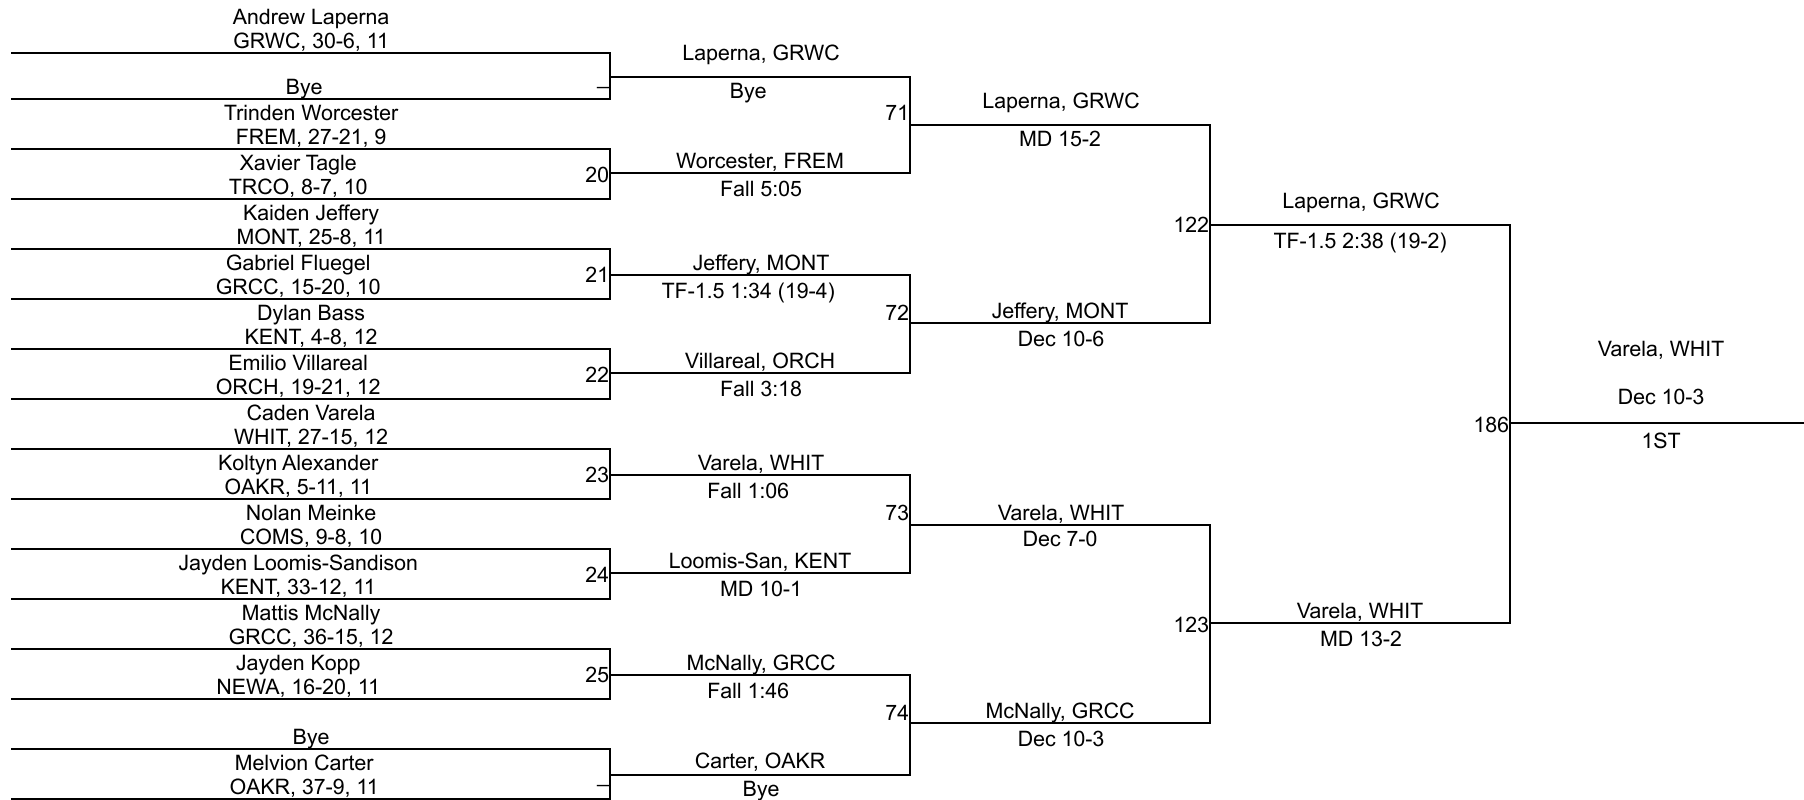 Andrew Laperna
GRWC, 30-6, 11
Bye
Trinden Worcester
FREM, 27-21, 9
Xavier Tagle
TRCO, 8-7, 10
20
Kaiden Jeffery
MONT, 25-8, 11
Gabriel Fluegel
GRCC, 15-20, 10
21
Dylan Bass
KENT, 4-8, 12
Emilio Villareal
ORCH, 19-21, 12
22
Caden Varela
WHIT, 27-15, 12
Koltyn Alexander
OAKR, 5-11, 11
23
Nolan Meinke
COMS, 9-8, 10
Jayden Loomis-Sandison
KENT, 33-12, 11
24
Mattis McNally
GRCC, 36-15, 12
Jayden Kopp
NEWA, 16-20, 11
25
Bye
Melvion Carter
OAKR, 37-9, 11
Laperna, GRWC
Bye
71
Worcester, FREM
Fall 5:05
Jeffery, MONT
TF-1.5 1:34 (19-4)
72
Villareal, ORCH
Fall 3:18
Varela, WHIT
Fall 1:06
73
Loomis-San, KENT
MD 10-1
McNally, GRCC
Fall 1:46
74
Carter, OAKR
Bye
Laperna, GRWC
MD 15-2
122
Jeffery, MONT
Dec 10-6
Varela, WHIT
Dec 7-0
123
McNally, GRCC
Dec 10-3
Laperna, GRWC
TF-1.5 2:38 (19-2)
186
Varela, WHIT
MD 13-2
Varela, WHIT
Dec 10-3
1ST